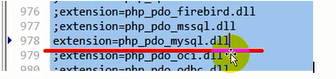 976 ;extension=php_pdo_firebird.dll
977 ;extension=php_pdo_mssql.dll
978 extension=php_pdo_mysql.dll
979 ;extension=php_pdo_oci.dll
980 ;extension=php_pdo_odbc.dll